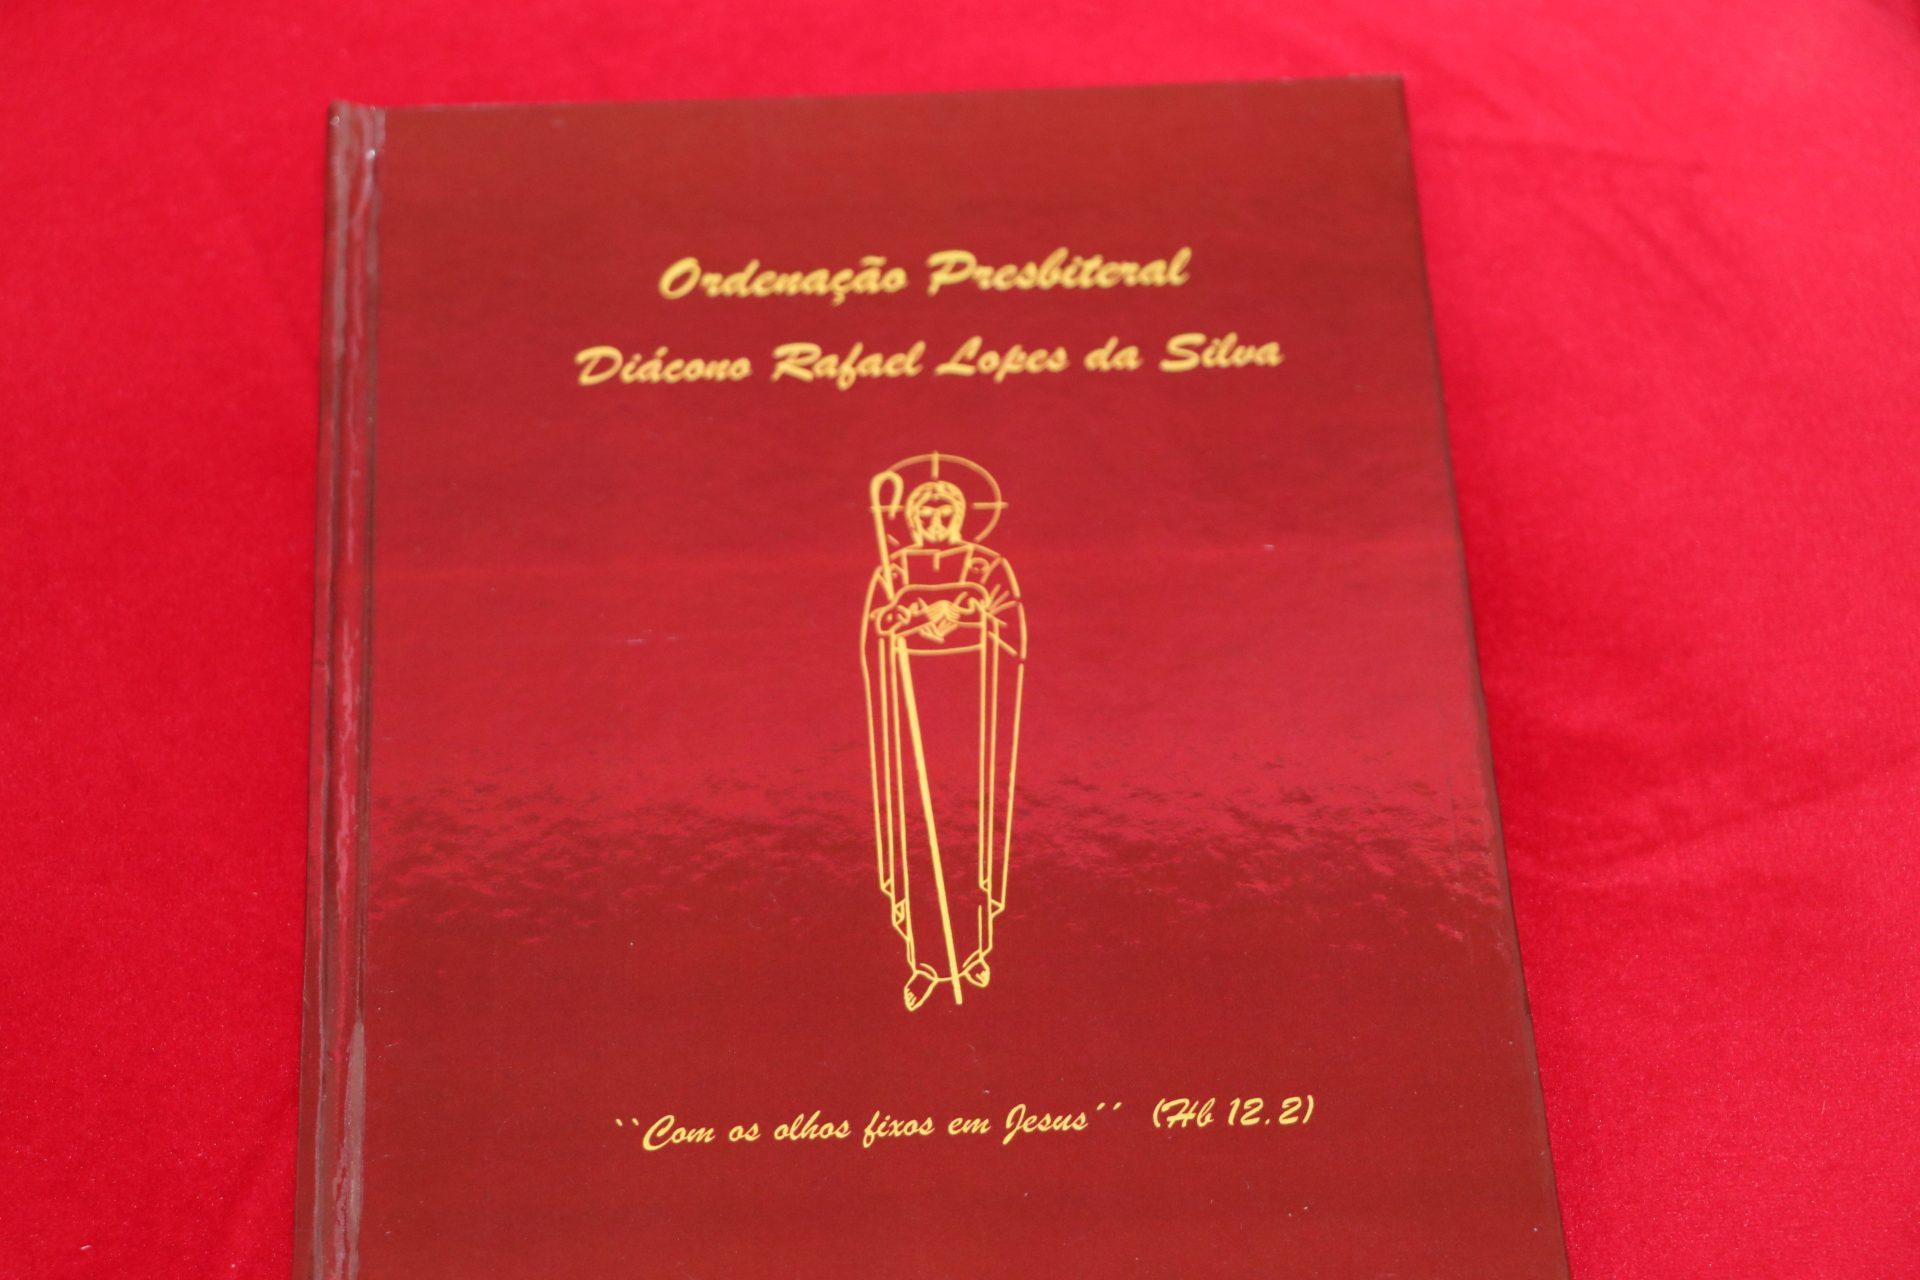 Ordenação Presbiteral
Diácono Rafael Lopes da Silva
``Com os olhos fixos em Jesus´´ (Hb 12.2)